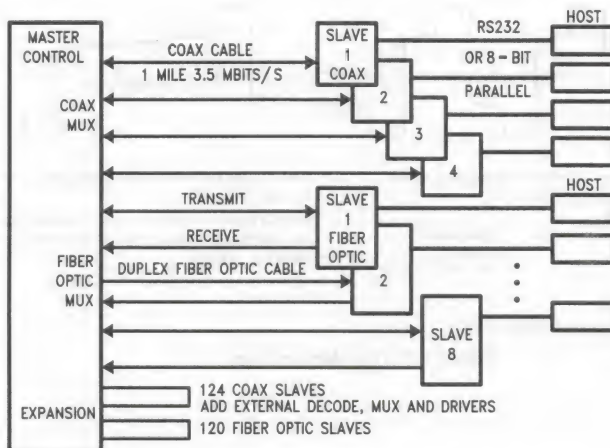 MASTER
CONTROL
COAX CABLE
1 MILE 3.5 MBITS/S
COAX
MUX
SLAVE
1
COAX
2
3
4
RS232
OR 8-BIT
PARALLEL
HOST
TRANSMIT
RECEIVE
DUPLEX FIBER OPTIC CABLE
FIBER
OPTIC
MUX
SLAVE
1
FIBER
OPTIC
2
SLAVE
8
HOST
EXPANSION
124 COAX SLAVES
ADD EXTERNAL DECODE, MUX AND DRIVERS
120 FIBER OPTIC SLAVES